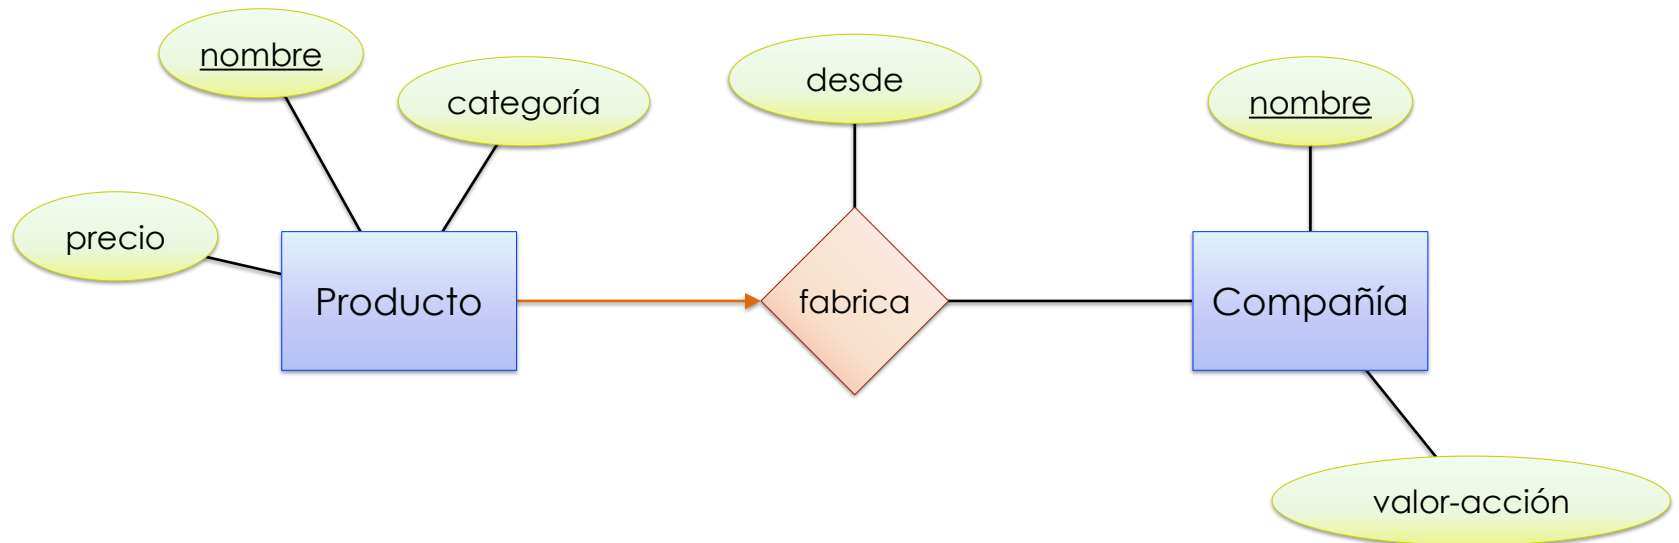 nombre
categoría
desde
nombre
precio
Producto
fabrica
Compañía
valor-acción